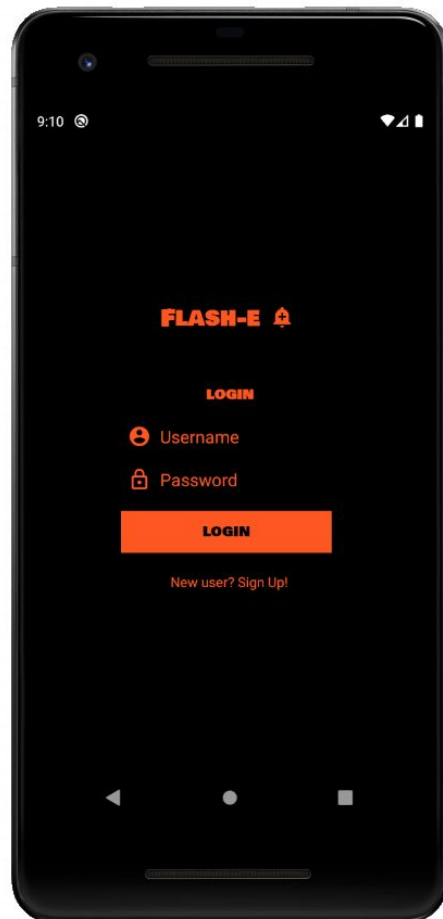 9:10
FLASH-E
LOGIN
Username
Password
LOGIN
New user? Sign Up!